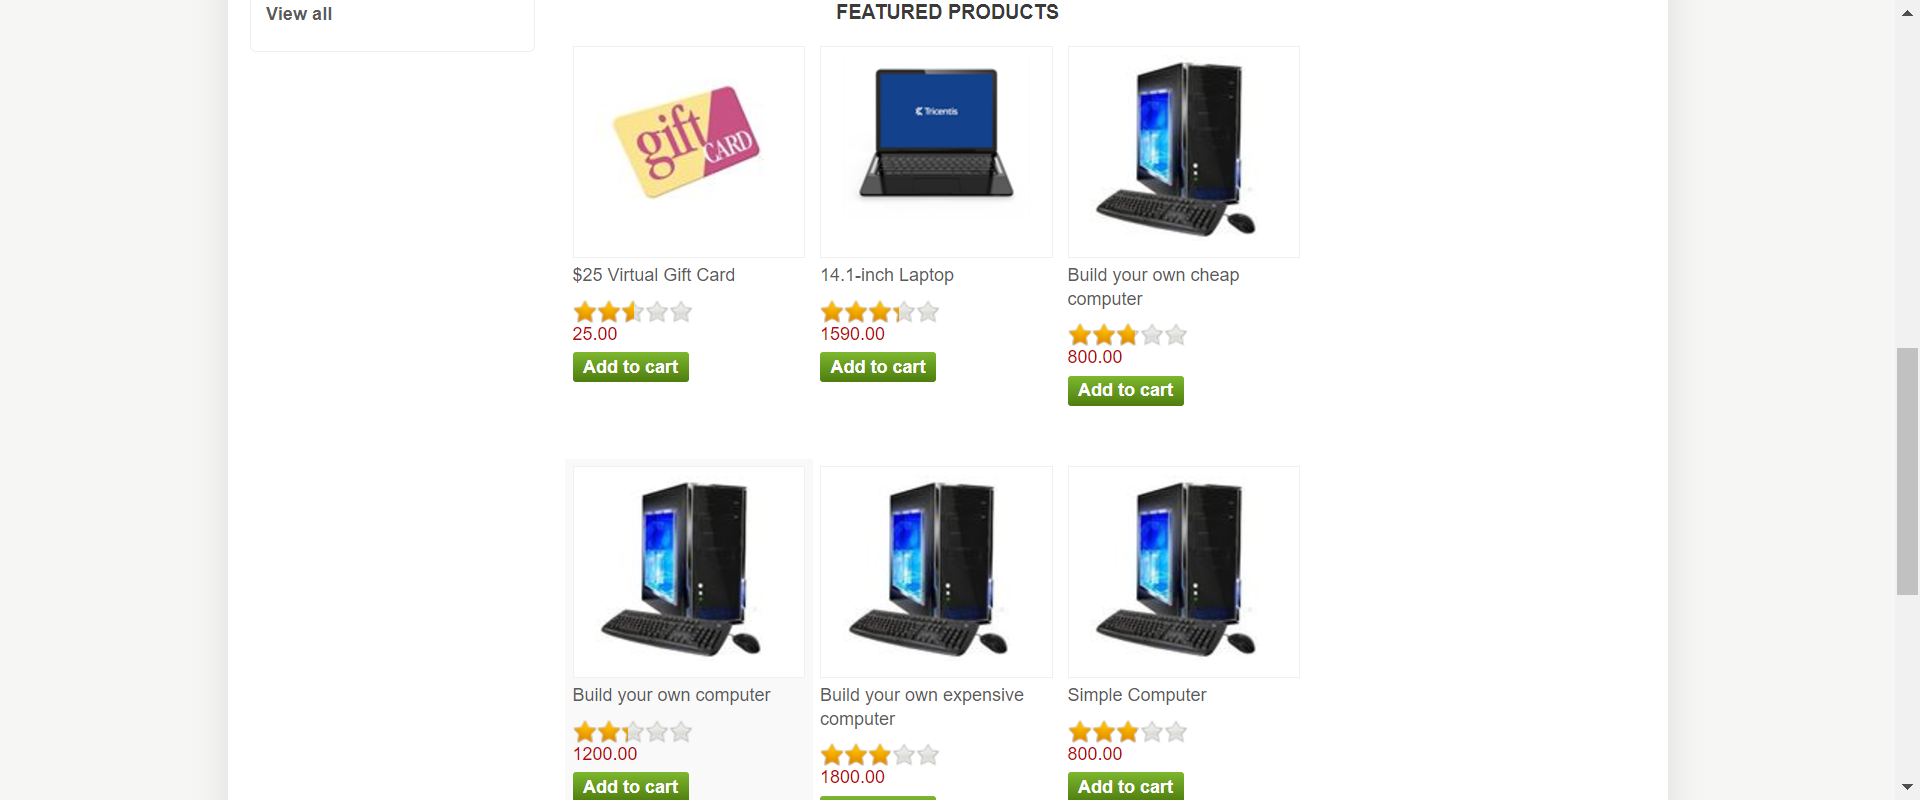 View all
FEATURED PRODUCTS
gift
CARD
Tricentis
$25 Virtual Gift Card
25.00
Add to cart
14.1-inch Laptop
1590.00
Add to cart
Build your own cheap
computer
800.00
Add to cart
Build your own computer
1200.00
Add to cart
Build your own expensive
computer
1800.00
Simple Computer
800.00
Add to cart